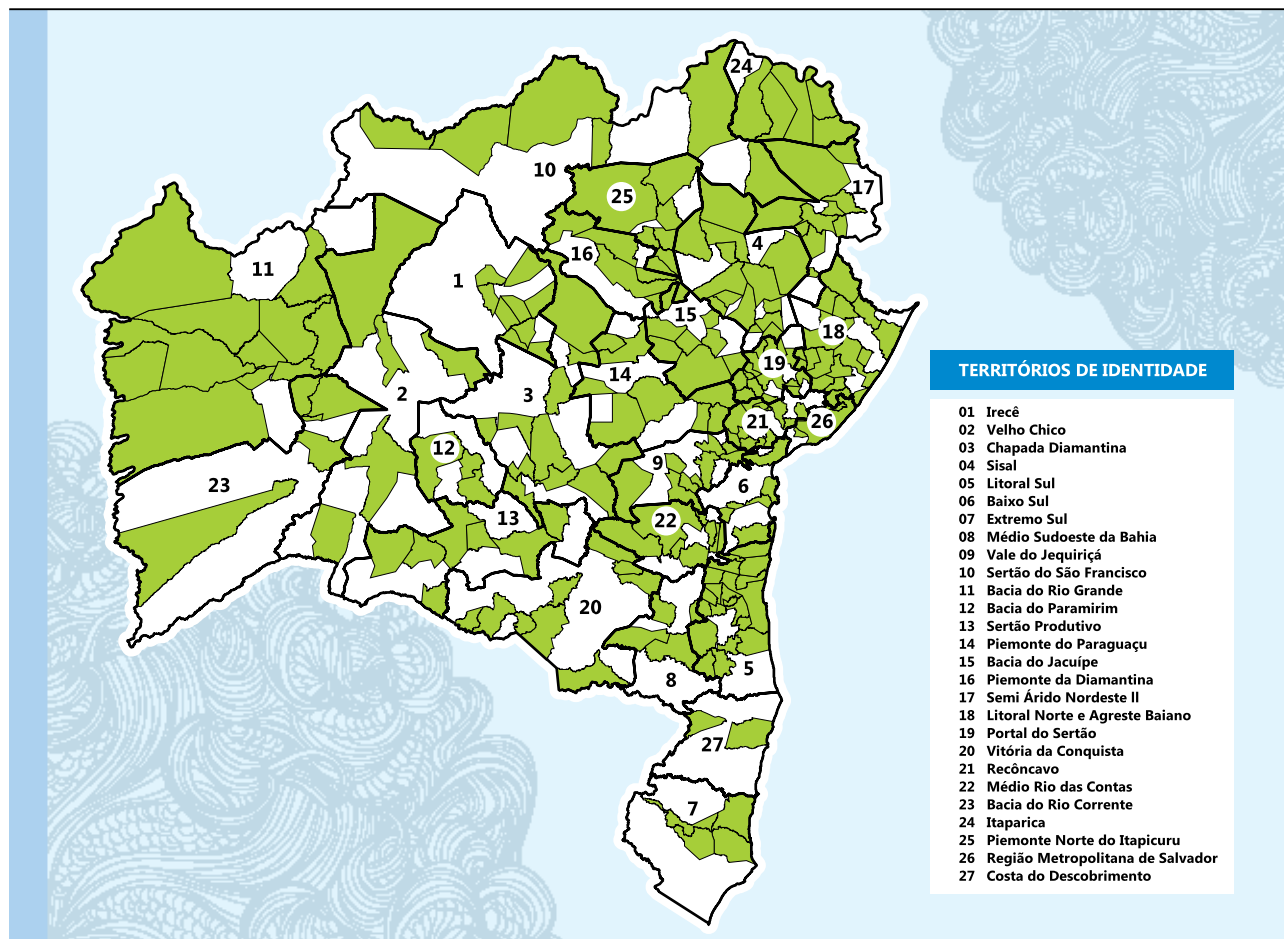 24
10
17
25
4
16
11
1
15
18
19
14
2
3
21
26
12
9
23
6
13
22
20
5
8
27
7
TERRITÓRIOS DE IDENTIDADE
01 Irecê
02 Velho Chico
03 Chapada Diamantina
04 Sisal
05 Litoral Sul
06 Baixo Sul
07 Extremo Sul
08 Médio Sudoeste da Bahia
09 Vale do Jequiriçá
10 Sertão do São Francisco
11 Bacia do Rio Grande
12 Bacia do Paramirim
13 Sertão Produtivo
14 Piemonte do Paraguaçu
15 Bacia do Jacuípe
16 Piemonte da Diamantina
17 Semi Árido Nordeste ll
18 Litoral Norte e Agreste Baiano
19 Portal do Sertão
20 Vitória da Conquista
21 Recôncavo
22 Médio Rio das Contas
23 Bacia do Rio Corrente
24 Itaparica
25 Piemonte Norte do Itapicuru
26 Região Metropolitana de Salvador
27 Costa do Descobrimento